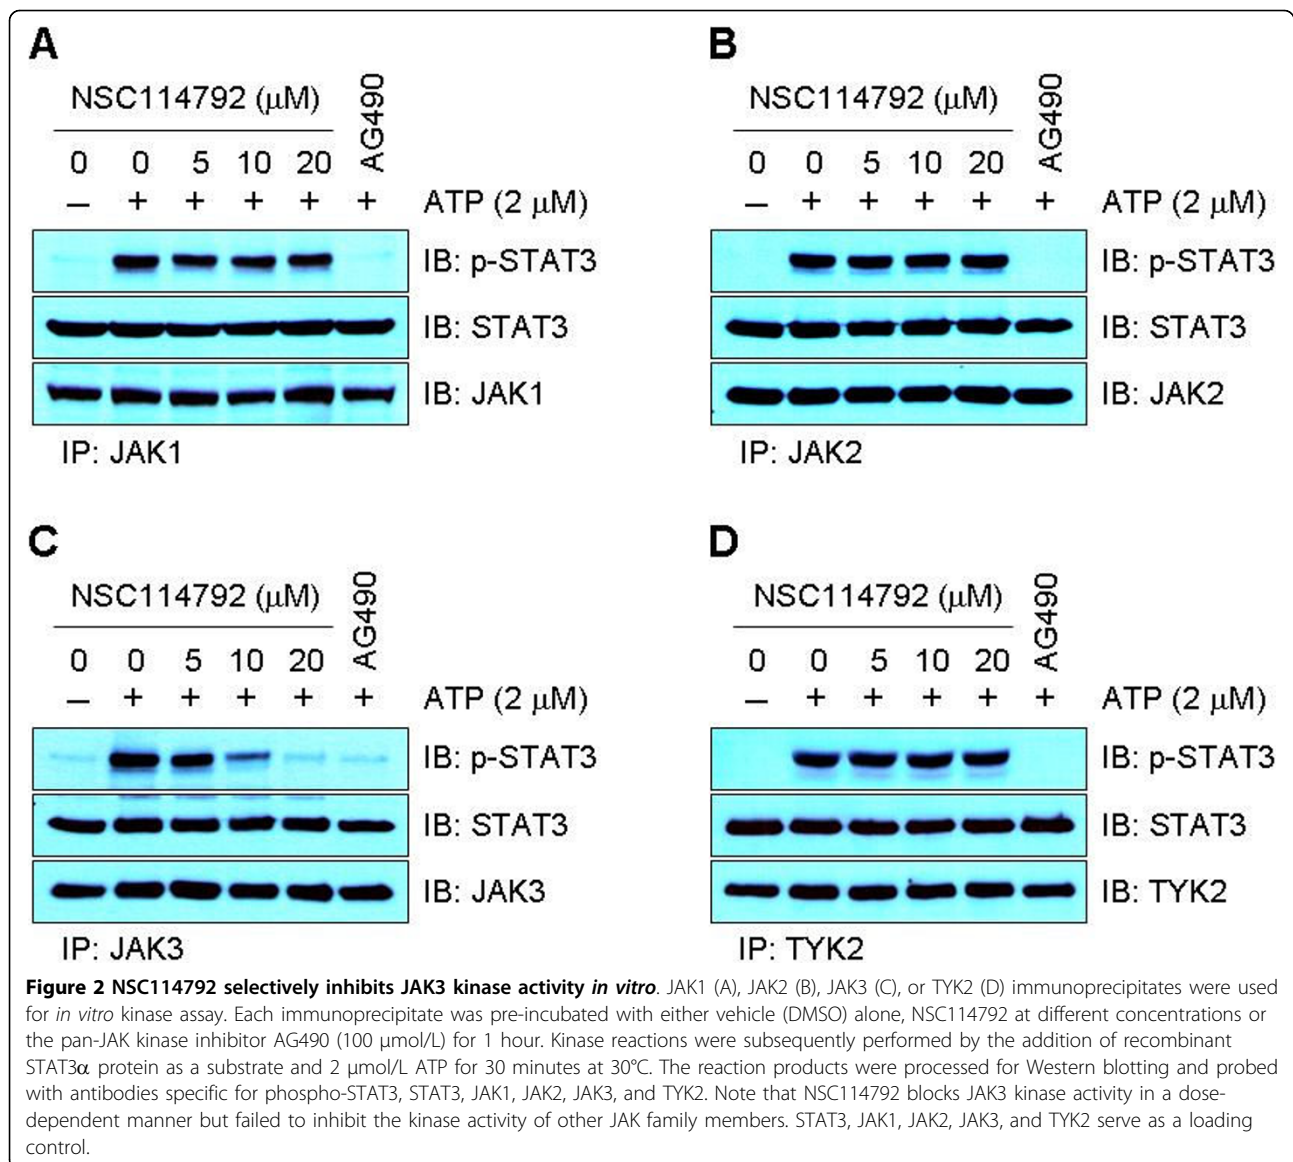 A
NSC114792 (μM)
AG490
0 0 5 10 20
– + + + + + ATP (2 μM)
IB: p-STAT3
IB: STAT3
IB: JAK1
IP: JAK1
B
NSC114792 (μM)
AG490
0 0 5 10 20
– + + + + + ATP (2 μM)
IB: p-STAT3
IB: STAT3
IB: JAK2
IP: JAK2
C
NSC114792 (μM)
AG490
0 0 5 10 20
– + + + + + ATP (2 μM)
IB: p-STAT3
IB: STAT3
IB: JAK3
IP: JAK3
D
NSC114792 (μM)
AG490
0 0 5 10 20
– + + + + + ATP (2 μM)
IB: p-STAT3
IB: STAT3
IB: TYK2
IP: TYK2
Figure 2 NSC114792 selectively inhibits JAK3 kinase activity in vitro. JAK1 (A), JAK2 (B), JAK3 (C), or TYK2 (D) immunoprecipitates were used
for in vitro kinase assay. Each immunoprecipitate was pre-incubated with either vehicle (DMSO) alone, NSC114792 at different concentrations or
the pan-JAK kinase inhibitor AG490 (100 μmol/L) for 1 hour. Kinase reactions were subsequently performed by the addition of recombinant
STAT3α protein as a substrate and 2 μmol/L ATP for 30 minutes at 30°C. The reaction products were processed for Western blotting and probed
with antibodies specific for phospho-STAT3, STAT3, JAK1, JAK2, JAK3, and TYK2. Note that NSC114792 blocks JAK3 kinase activity in a dose-
dependent manner but failed to inhibit the kinase activity of other JAK family members. STAT3, JAK1, JAK2, JAK3, and TYK2 serve as a loading
control.